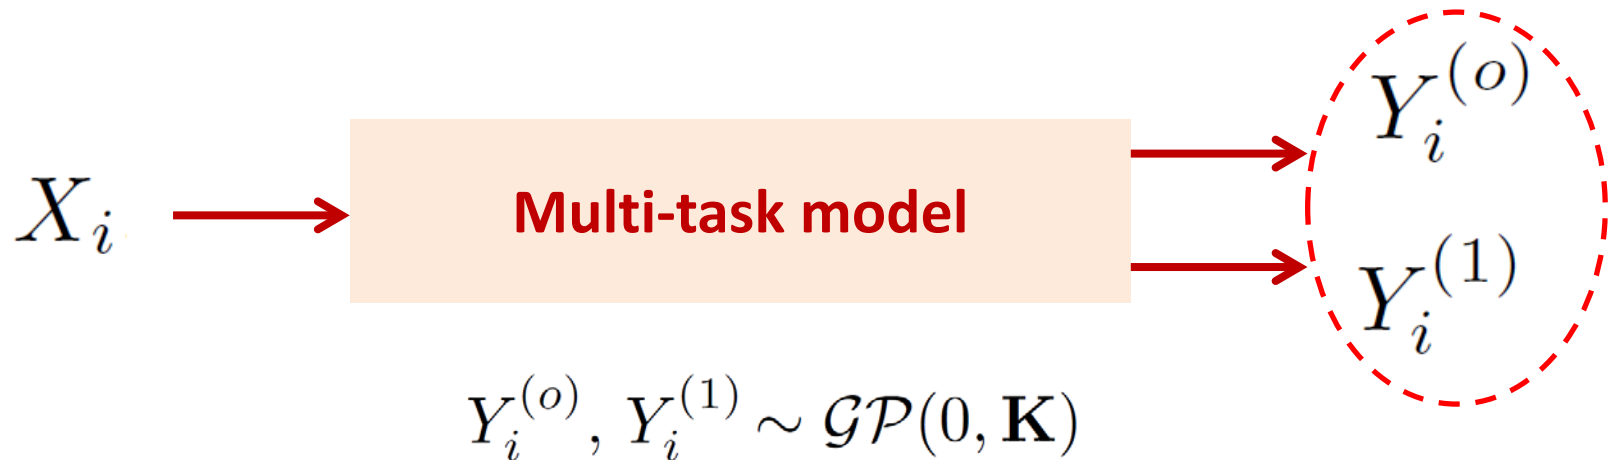 X_i
Multi-task model
Y_i^{(o)}
Y_i^{(1)}
Y_i^{(o)}, Y_i^{(1)} ∼ 𝒢𝒫(0, 𝐊)